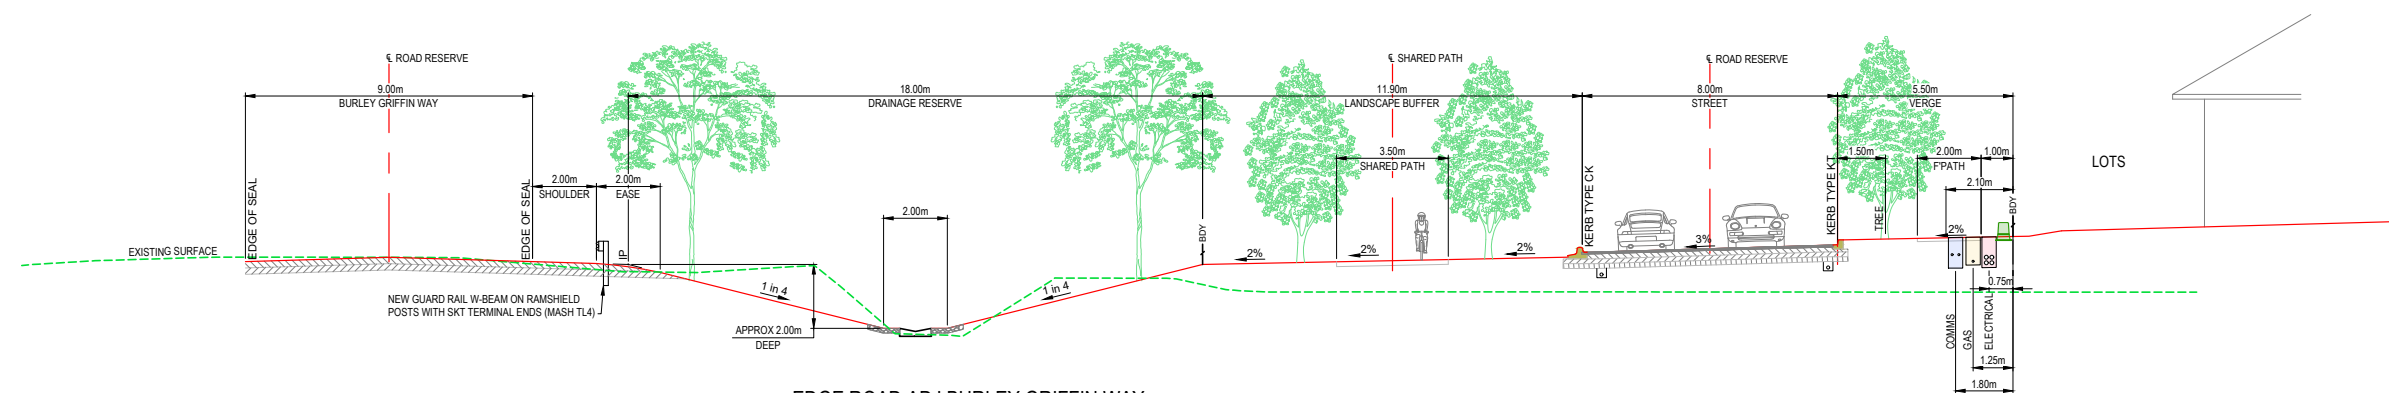 ℄ ROAD RESERVE
9.00m
BURLEY GRIFFIN WAY
18.00m
DRAINAGE RESERVE
℄ SHARED PATH
11.90m
LANDSCAPE BUFFER
℄ ROAD RESERVE
8.00m
STREET
5.50m
VERGE
3.50m
SHARED PATH
1.50m
2.00m
F'PATH
1.00m
2.10m
LOTS
2.00m
SHOULDER
2.00m
EASE
2.00m
EDGE OF SEAL
EDGE OF SEAL
IP
BDY
KERB TYPE CK
KERB TYPE KT
TREE
BDY
EXISTING SURFACE
2%
2%
2%
3%
2%
1 in 4
1 in 4
NEW GUARD RAIL W-BEAM ON RAMSHIELD
POSTS WITH SKT TERMINAL ENDS (MASH TL4)
APPROX 2.00m
DEEP
0.75m
COMMS
GAS
ELECTRICAL
1.25m
1.80m